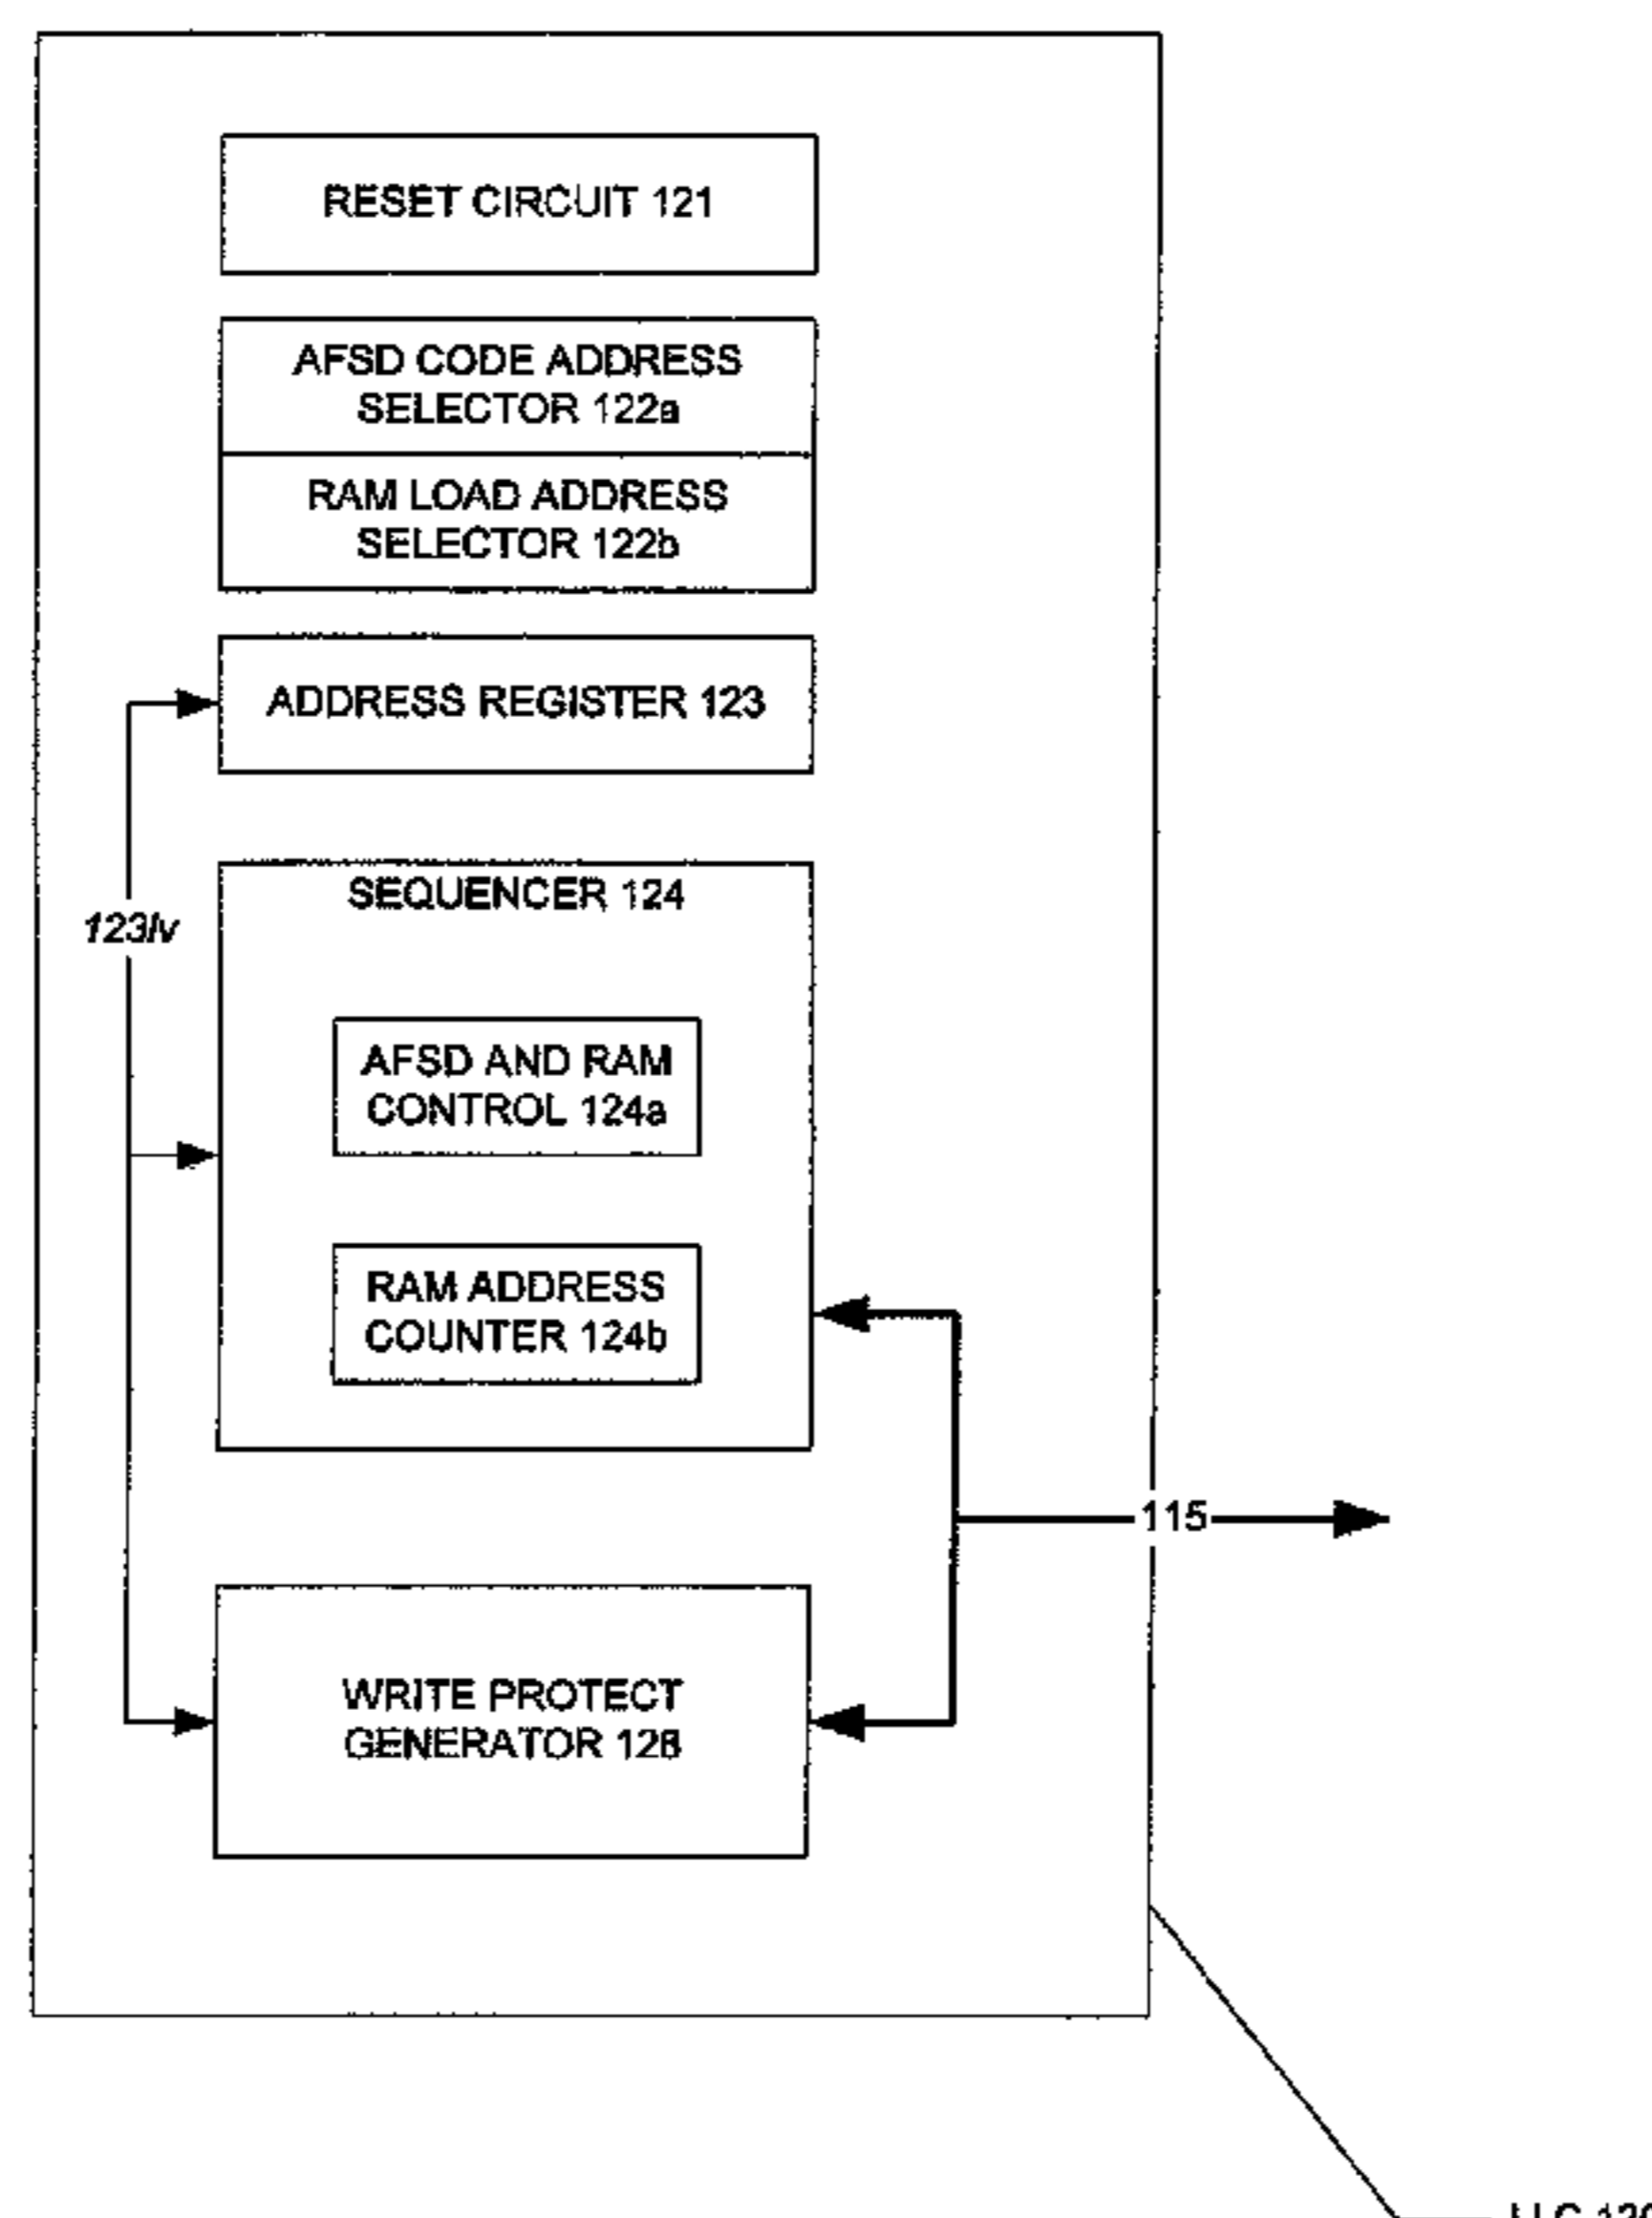 RESET CIRCUIT 121
AFSD CODE ADDRESS
SELECTOR 122a
RAM LOAD ADDRESS
SELECTOR 122b
ADDRESS REGISTER 123
SEQUENCER 124
123lv
AFSD AND RAM
CONTROL 124a
RAM ADDRESS
COUNTER 124b
115
WRITE PROTECT
GENERATOR 126